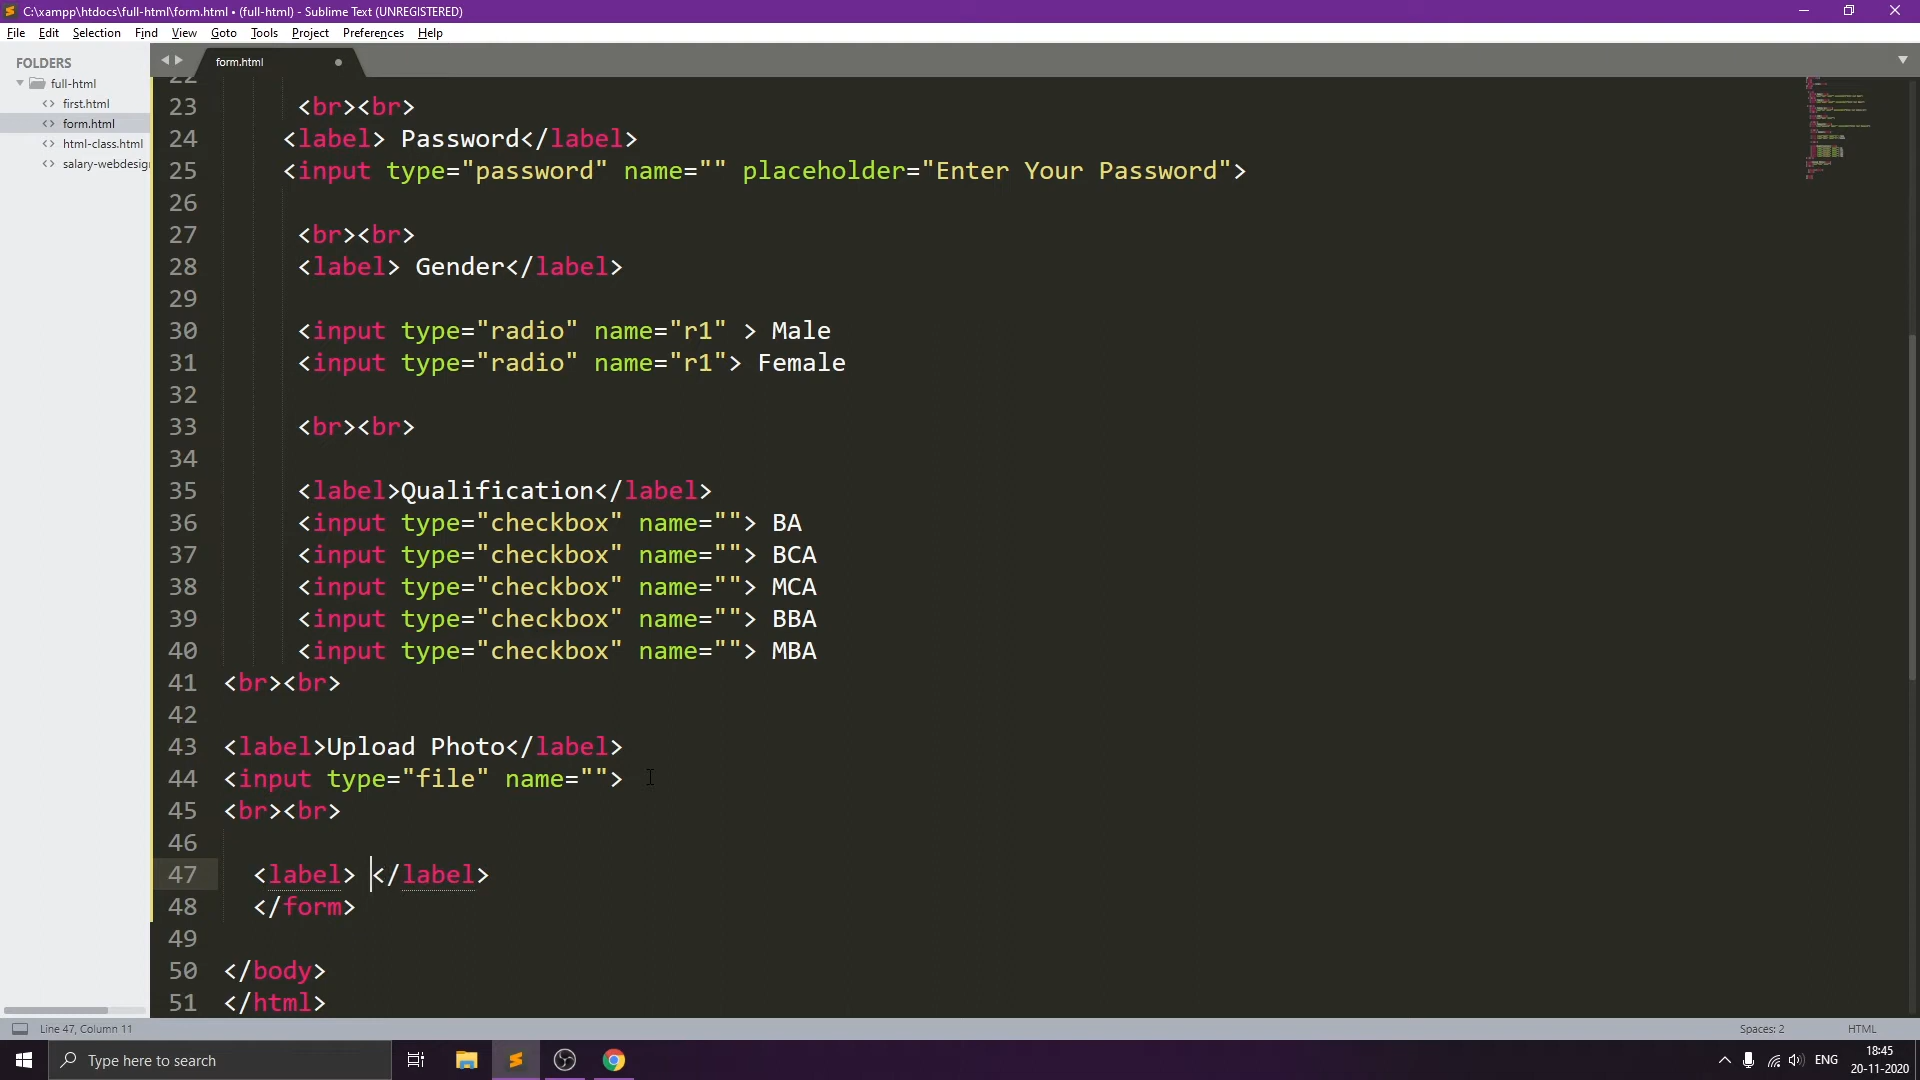 C:\xampp\htdocs\full-html\form.html • (full-html) - Sublime Text (UNREGISTERED)
File Edit Selection Find View Goto Tools Project Preferences Help
FOLDERS
full-html
first.html
form.html
html-class.html
salary-webdesig
form.html
22
23 <br><br>
24 <label> Password</label>
25 <input type="password" name="" placeholder="Enter Your Password">
26
27 <br><br>
28 <label> Gender</label>
29
30 <input type="radio" name="r1" > Male
31 <input type="radio" name="r1"> Female
32
33 <br><br>
34
35 <label>Qualification</label>
36 <input type="checkbox" name=""> BA
37 <input type="checkbox" name=""> BCA
38 <input type="checkbox" name=""> MCA
39 <input type="checkbox" name=""> BBA
40 <input type="checkbox" name=""> MBA
41 <br><br>
42
43 <label>Upload Photo</label>
44 <input type="file" name="">
45 <br><br>
46
47 <label> </label>
48 </form>
49
50 </body>
51 </html>
Line 47, Column 11
Spaces: 2
HTML
Type here to search
ENG
18:45
20-11-2020